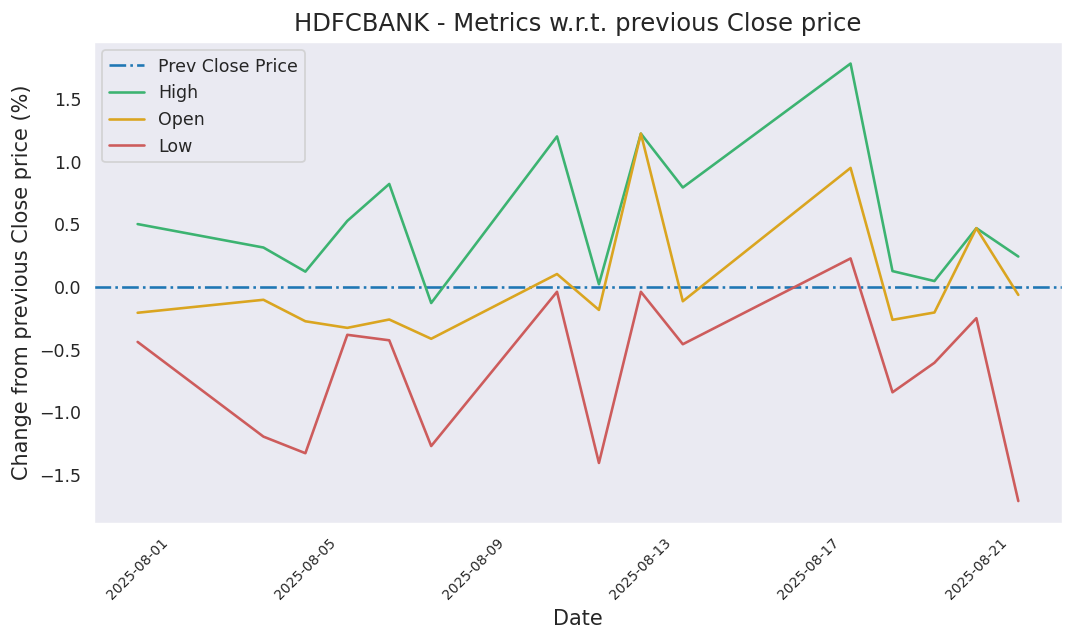 HDFCBANK - Metrics w.r.t. previous Close price
Prev Close Price
High
Open
Low
Change from previous Close price (%)
1.5
1.0
0.5
0.0
−0.5
−1.0
−1.5
2025-08-01
2025-08-05
2025-08-09
2025-08-13
2025-08-17
2025-08-21
Date